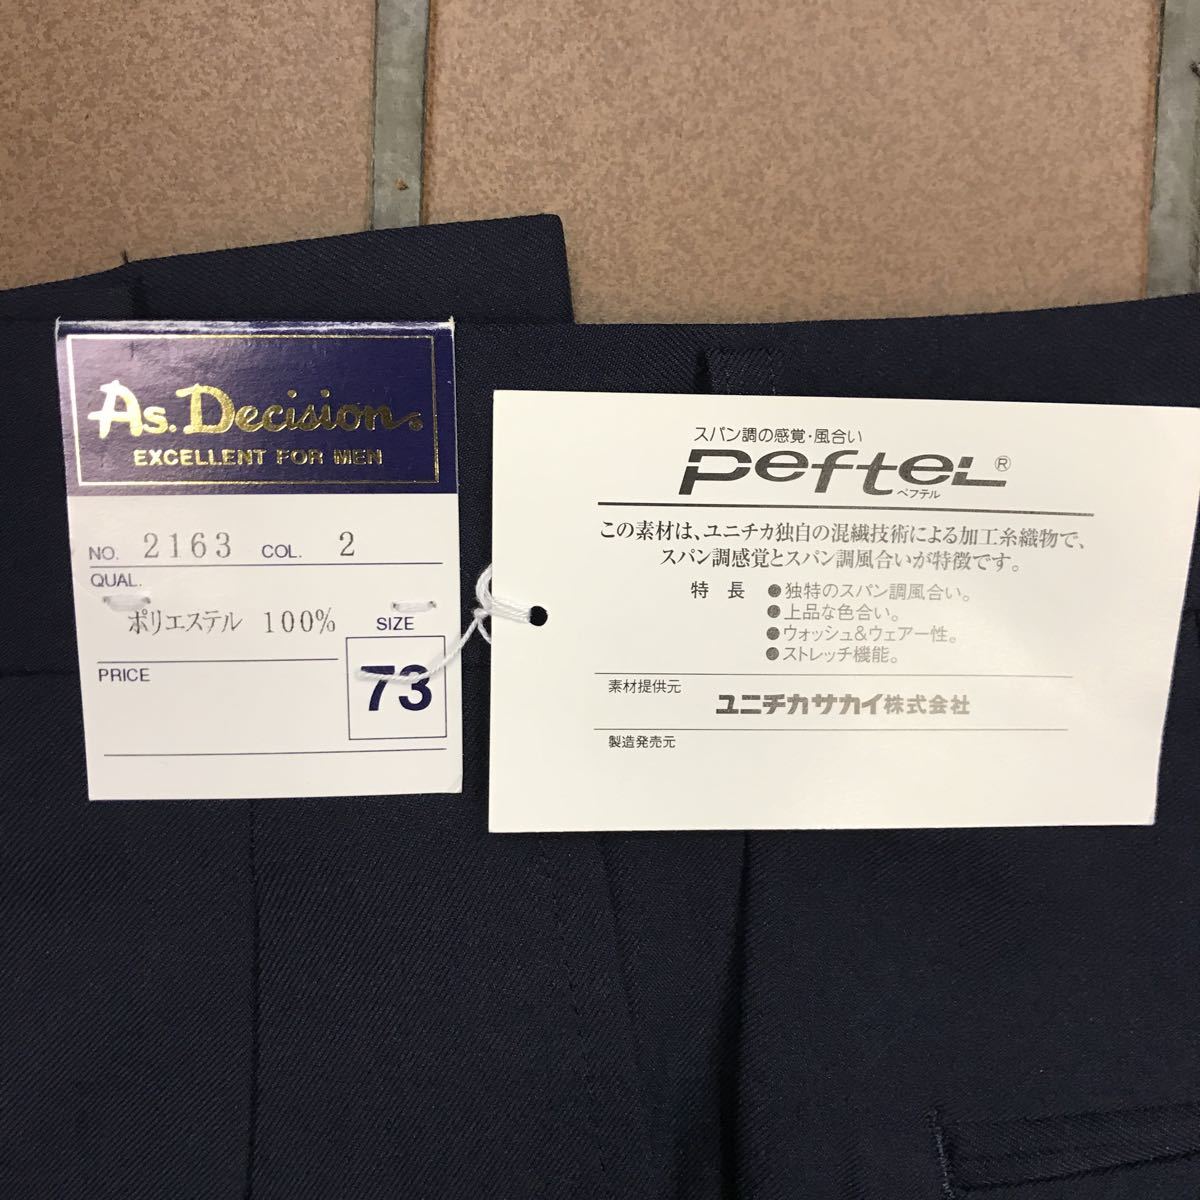 As. Decision.
EXCELLENT FOR MEN
NO. 2163 COL. 2
QUAL.
ポリエステル 100%
SIZE
73
PRICE
スパン調の感覚・風合い
PefteL®
ペフテル
この素材は、ユニチカ独自の混繊技術による加工糸織物で、
スパン調感覚とスパン調風合いが特徴です。
特 長 ●独特のスパン調風合い。
●上品な色合い。
●ウォッシュ&ウェアー性。
●ストレッチ機能。
素材提供元
ユニチカサカイ株式会社
製造発売元